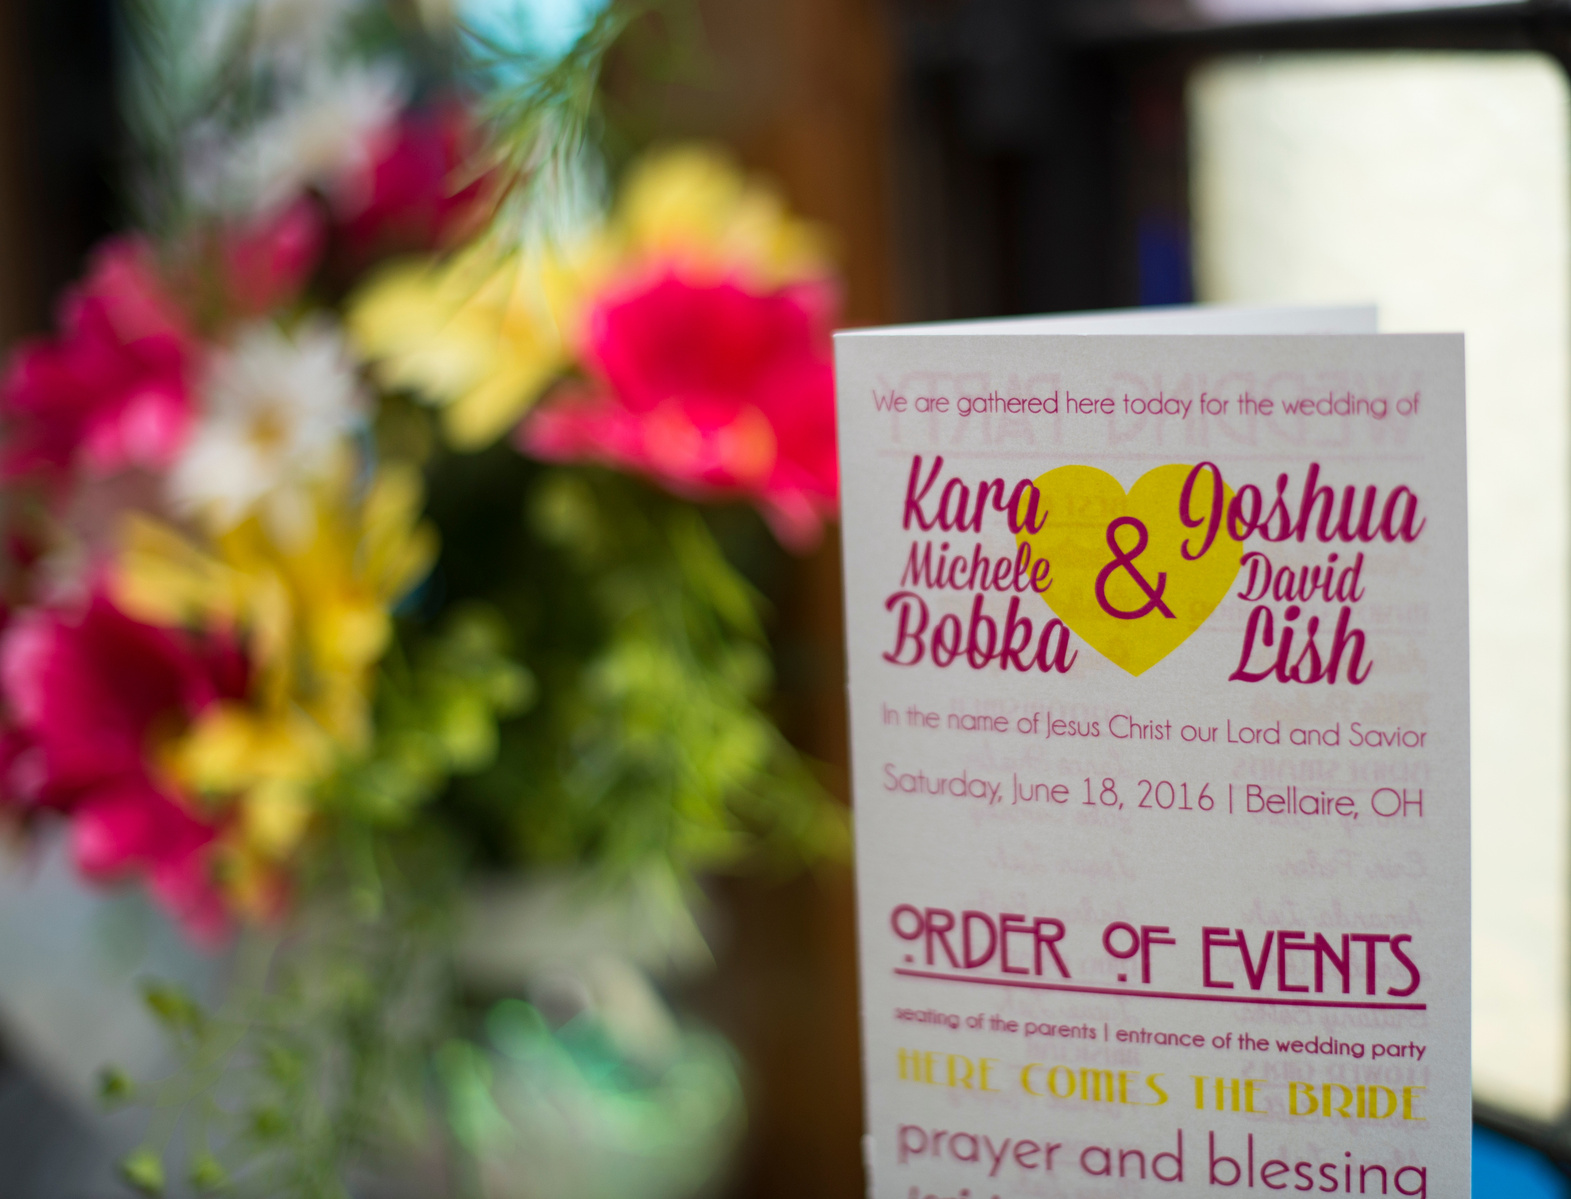 We are gathered here today for the wedding of
Kara Michele Bobka & Joshua David Lish
In the name of Jesus Christ our Lord and Savior
Saturday, June 18, 2016 | Bellaire, OH
ORDER OF EVENTS
seating of the parents | entrance of the wedding party
HERE COMES THE BRIDE
prayer and blessing